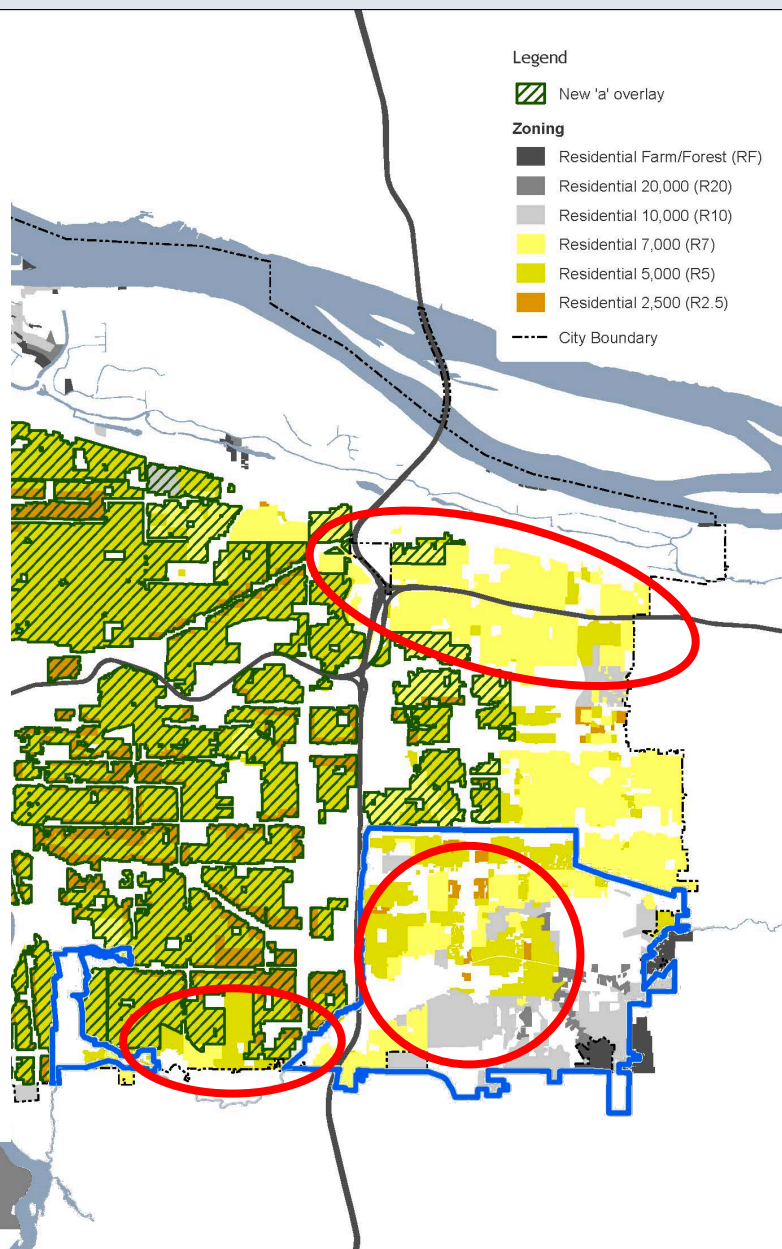 Legend
New 'a' overlay
Zoning
Residential Farm/Forest (RF)
Residential 20,000 (R20)
Residential 10,000 (R10)
Residential 7,000 (R7)
Residential 5,000 (R5)
Residential 2,500 (R2.5)
City Boundary